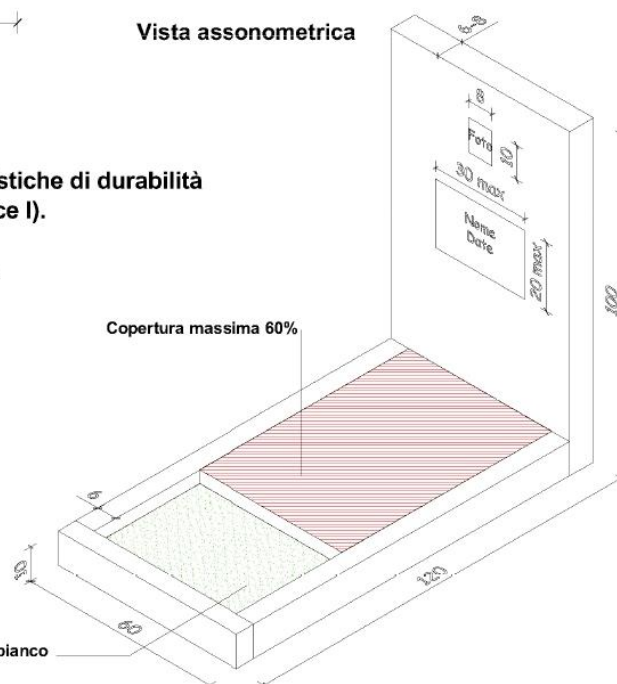 Vista assonometrica
6-8
8
Foto
10
30 max
Nome
Date
20 max
100
stiche di durabilità
ce I).
Copertura massima 60%
6
10
60
120
bianco